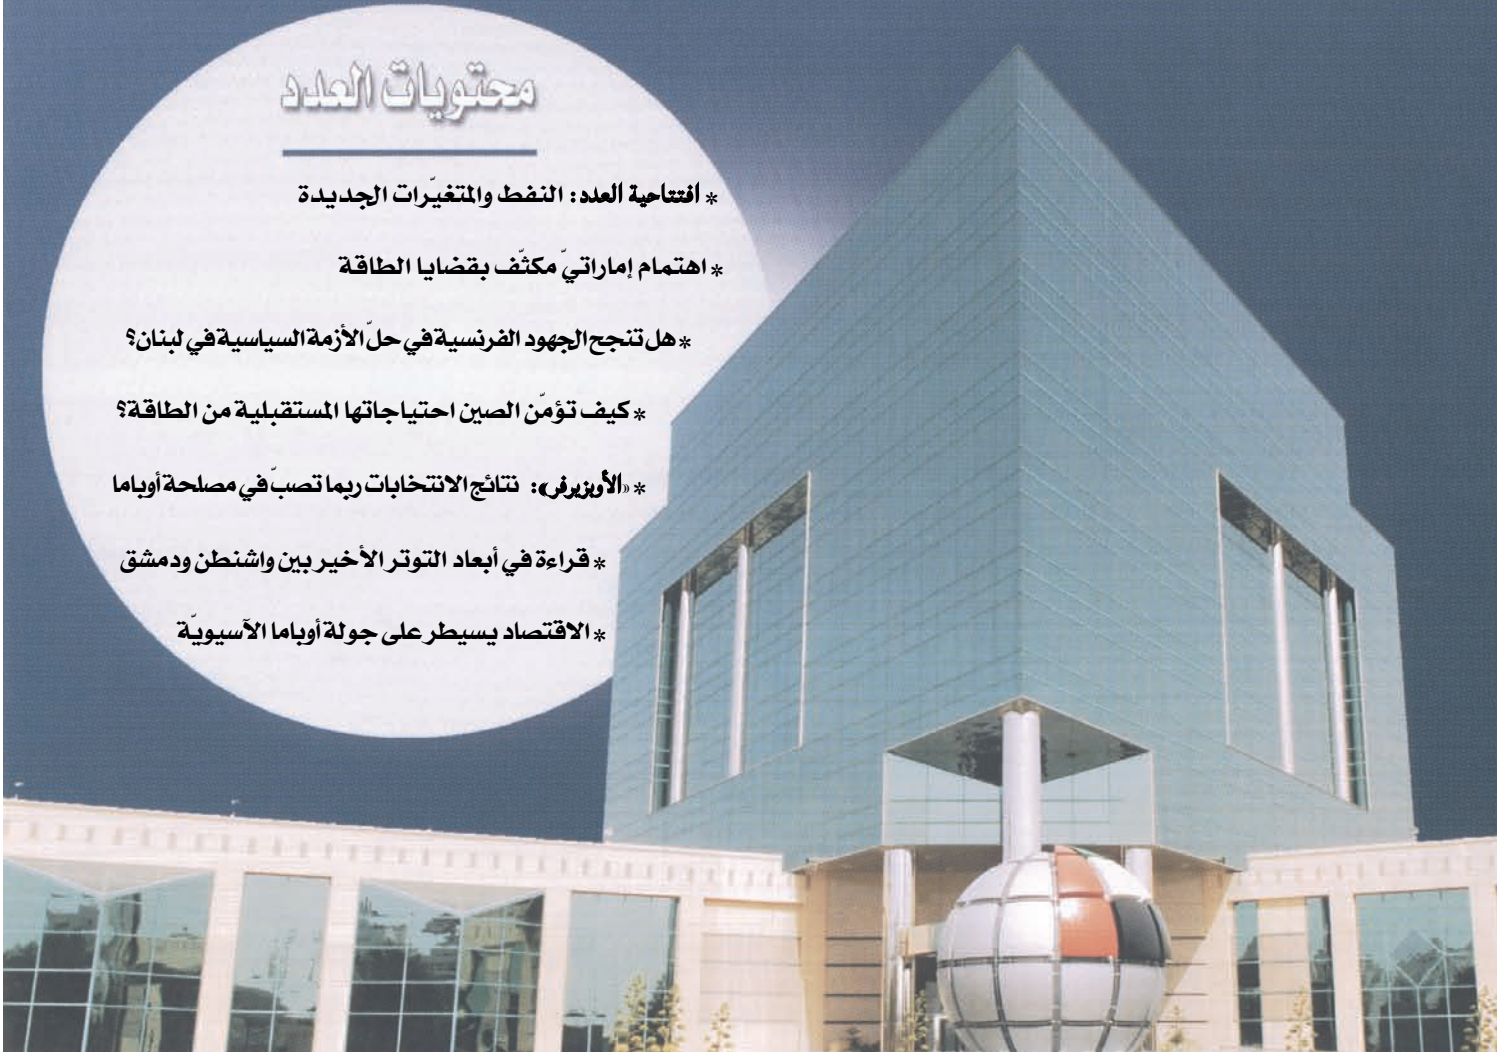 محتويات العدد
* افتتاحية العدد: النفط والمتغيّرات الجديدة
* اهتمام إماراتيّ مكثّف بقضايا الطاقة
* هل تنجح الجهود الفرنسية في حلّ الأزمة السياسية في لبنان؟
* كيف تؤمّن الصين احتياجاتها المستقبلية من الطاقة؟
* «الأوبزيرفر»: نتائج الانتخابات ربما تصبّ في مصلحة أوباما
* قراءة في أبعاد التوتر الأخير بين واشنطن ودمشق
* الاقتصاد يسيطر على جولة أوباما الآسيويّة